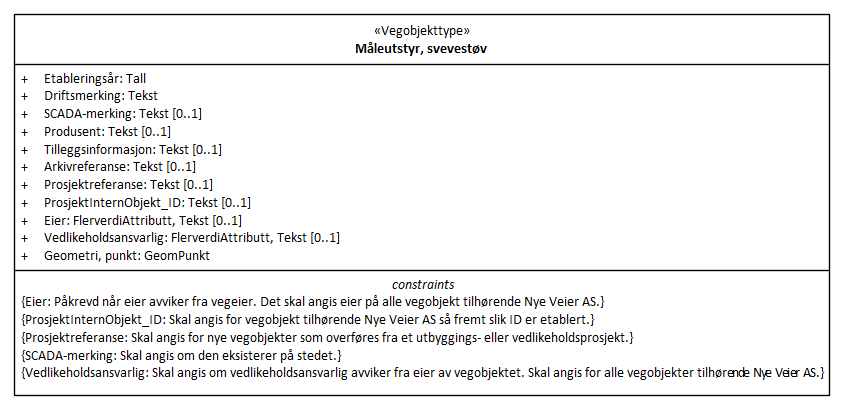 «Vegobjekttype»
Måleutstyr, svevestøv
+ Etableringsår: Tall
+ Driftsmerking: Tekst
+ SCADA-merking: Tekst [0..1]
+ Produsent: Tekst [0..1]
+ Tilleggsinformasjon: Tekst [0..1]
+ Arkivreferanse: Tekst [0..1]
+ Prosjektreferanse: Tekst [0..1]
+ ProsjektInternObjekt_ID: Tekst [0..1]
+ Eier: FlerverdiAttributt, Tekst [0..1]
+ Vedlikeholdsansvarlig: FlerverdiAttributt, Tekst [0..1]
+ Geometri, punkt: GeomPunkt
constraints
{Eier: Påkrevd når eier avviker fra vegeier. Det skal angis eier på alle vegobjekt tilhørende Nye Veier AS.}
{ProsjektInternObjekt_ID: Skal angis for vegobjekt tilhørende Nye Veier AS så fremt slik ID er etablert.}
{Prosjektreferanse: Skal angis for nye vegobjekter som overføres fra et utbyggings- eller vedlikeholdsprosjekt.}
{SCADA-merking: Skal angis om den eksisterer på stedet.}
{Vedlikeholdsansvarlig: Skal angis om vedlikeholdsansvarlig avviker fra eier av vegobjektet. Skal angis for alle vegobjekter tilhørende Nye Veier AS.}